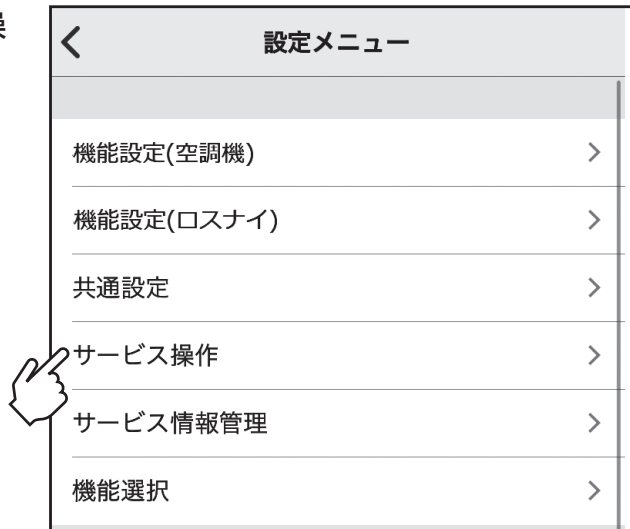 操
設定メニュー
機能設定(空調機)
機能設定(ロスナイ)
共通設定
サービス操作
サービス情報管理
機能選択